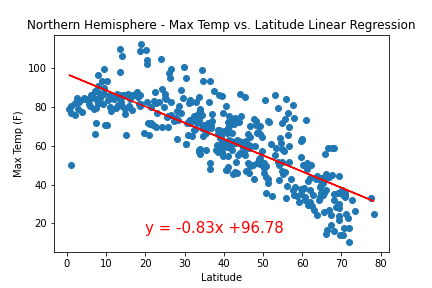 Northern Hemisphere - Max Temp vs. Latitude Linear Regression
Max Temp (F)
100
80
60
40
20
y = -0.83x +96.78
0 10 20 30 40 50 60 70 80
Latitude